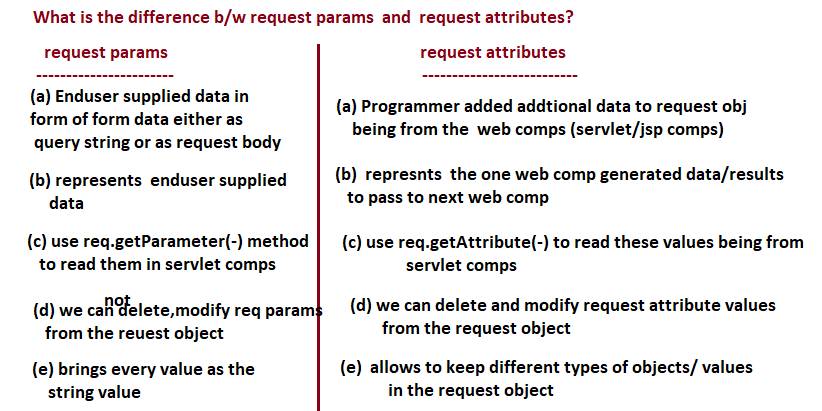 What is the difference b/w request params and request attributes?
request params
-----------------------
(a) Enduser supplied data in
form of form data either as
query string or as request body
(b) represents enduser supplied
data
(c) use req.getParameter(-) method
to read them in servlet comps
not
(d) we can delete,modify req params
from the reuest object
(e) brings every value as the
string value
request attributes
--------------------------
(a) Programmer added addtional data to request obj
being from the web comps (servlet/jsp comps)
(b) represnts the one web comp generated data/results
to pass to next web comp
(c) use req.getAttribute(-) to read these values being from
servlet comps
(d) we can delete and modify request attribute values
from the request object
(e) allows to keep different types of objects/ values
in the request object